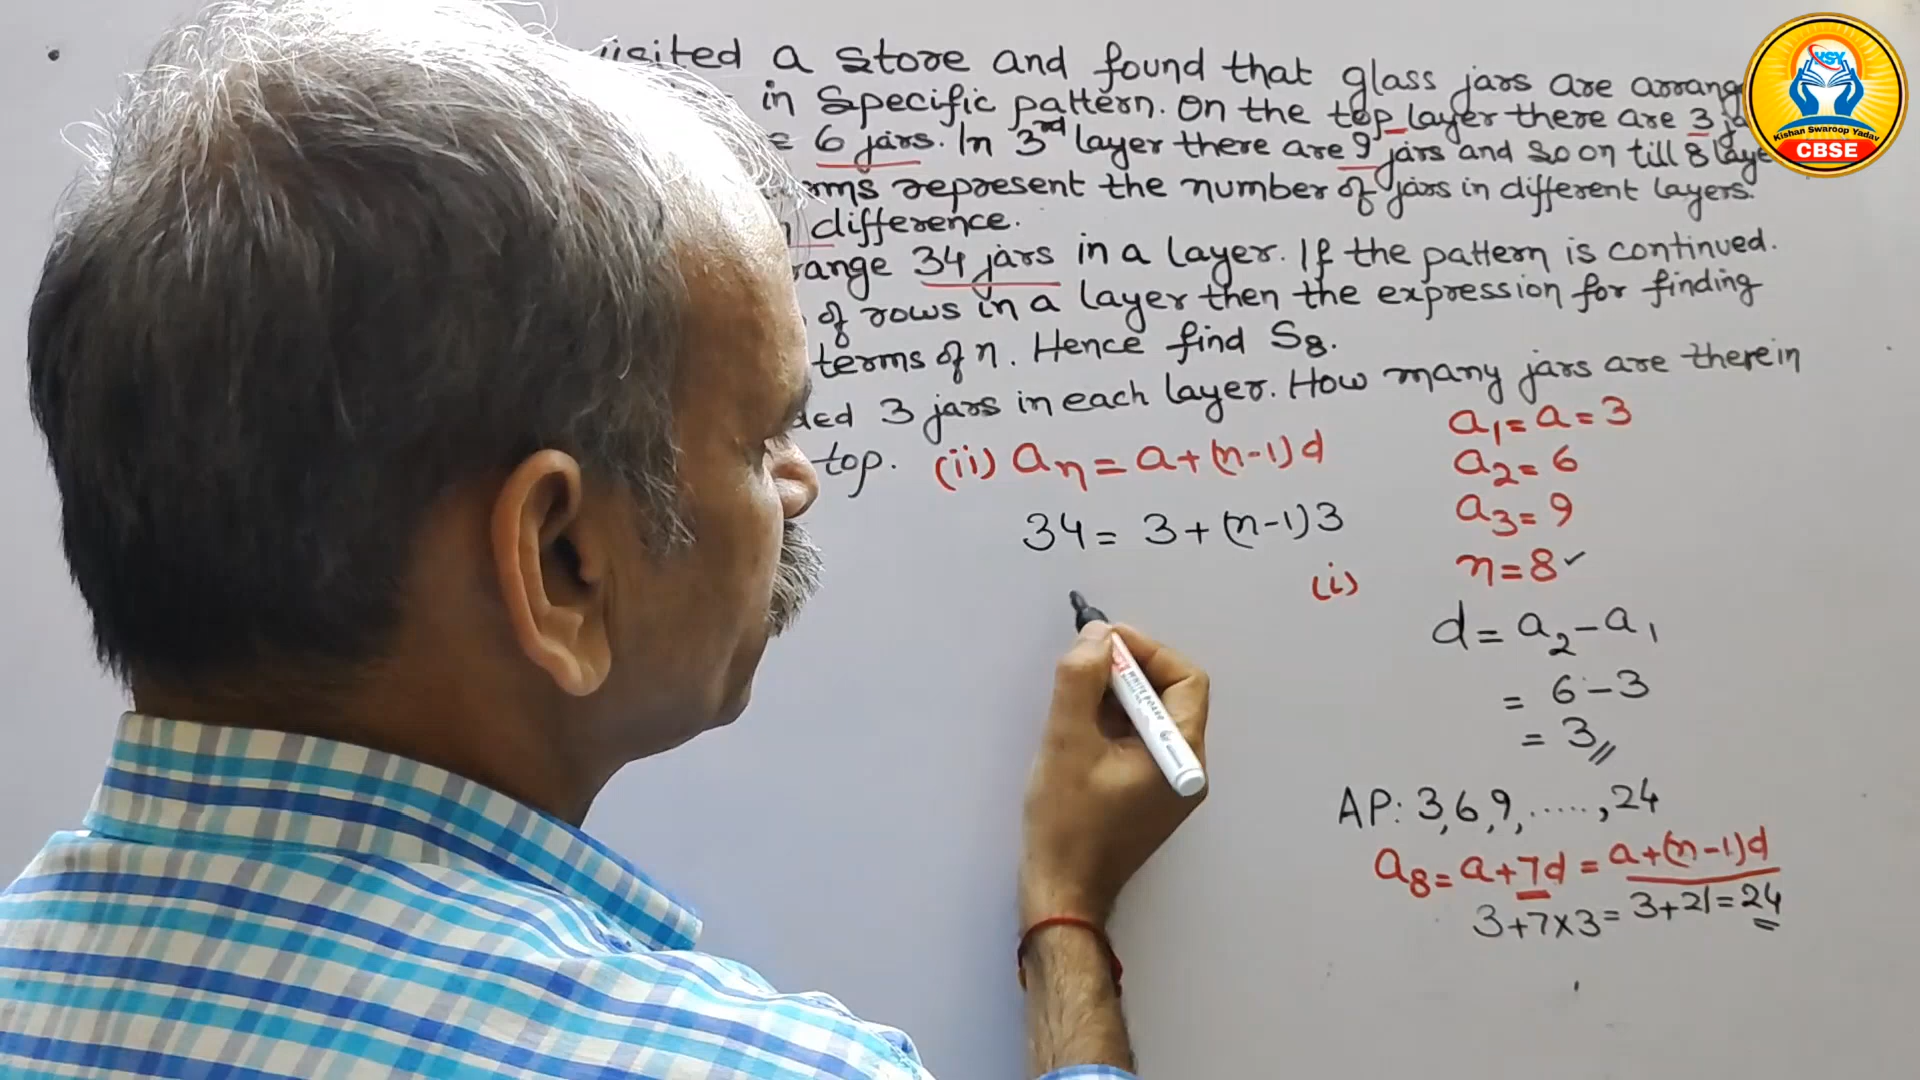 visited a store and found that glass jars are arrang
in specific pattern. On the top layer there are 3 ja
6 jars. In 3rd layer there are 9 jars and so on till 8 laye
rms represent the number of jars in different layers.
difference.
range 34 jars in a layer. If the pattern is continued.
of rows in a layer then the expression for finding
terms of n. Hence find S8.
ded 3 jars in each layer. How many jars are there in
top.
(ii) an = a+(n-1)d
34 = 3+(n-1)3
a1 = a = 3
a2 = 6
a3 = 9
n = 8 ✓
(i)
d = a2 - a1
= 6 - 3
= 3//
AP: 3, 6, 9, ....., 24
a8 = a+7d = a+(n-1)d
3+7×3 = 3+21 = 24
KSY
Kishan Swaroop Yadav
CBSE